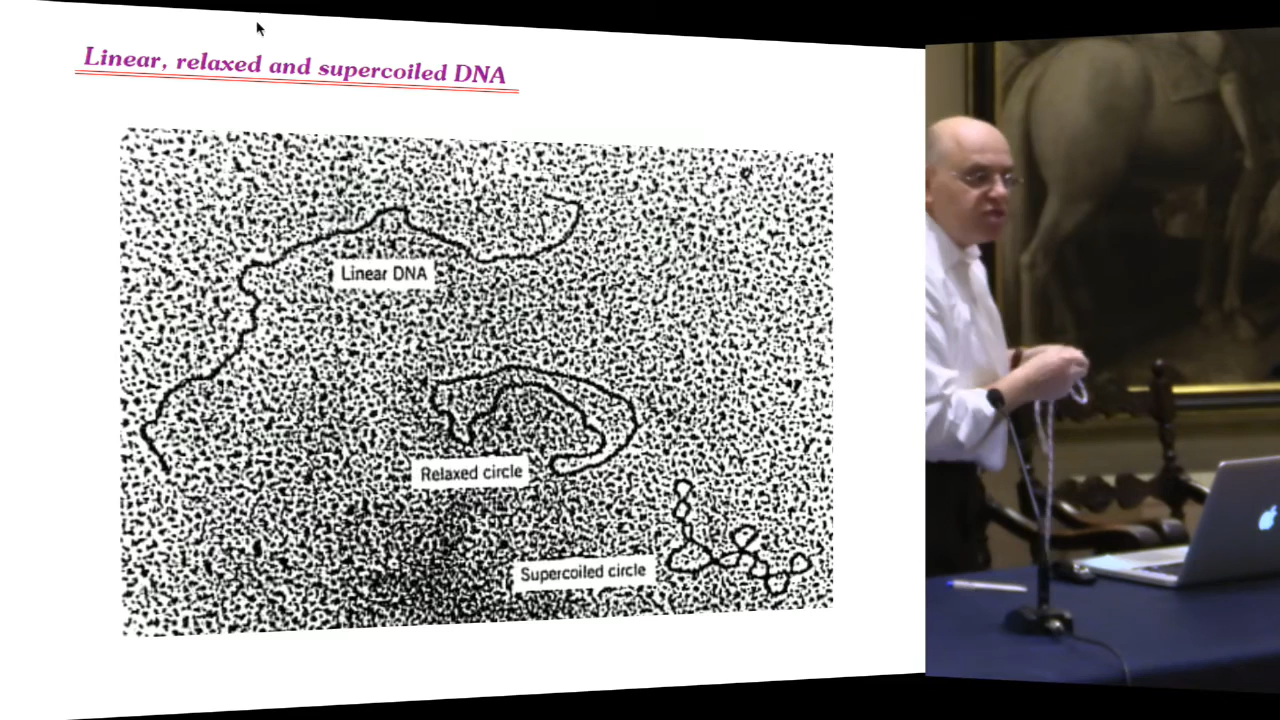 Linear, relaxed and supercoiled DNA
Linear DNA
Relaxed circle
Supercoiled circle